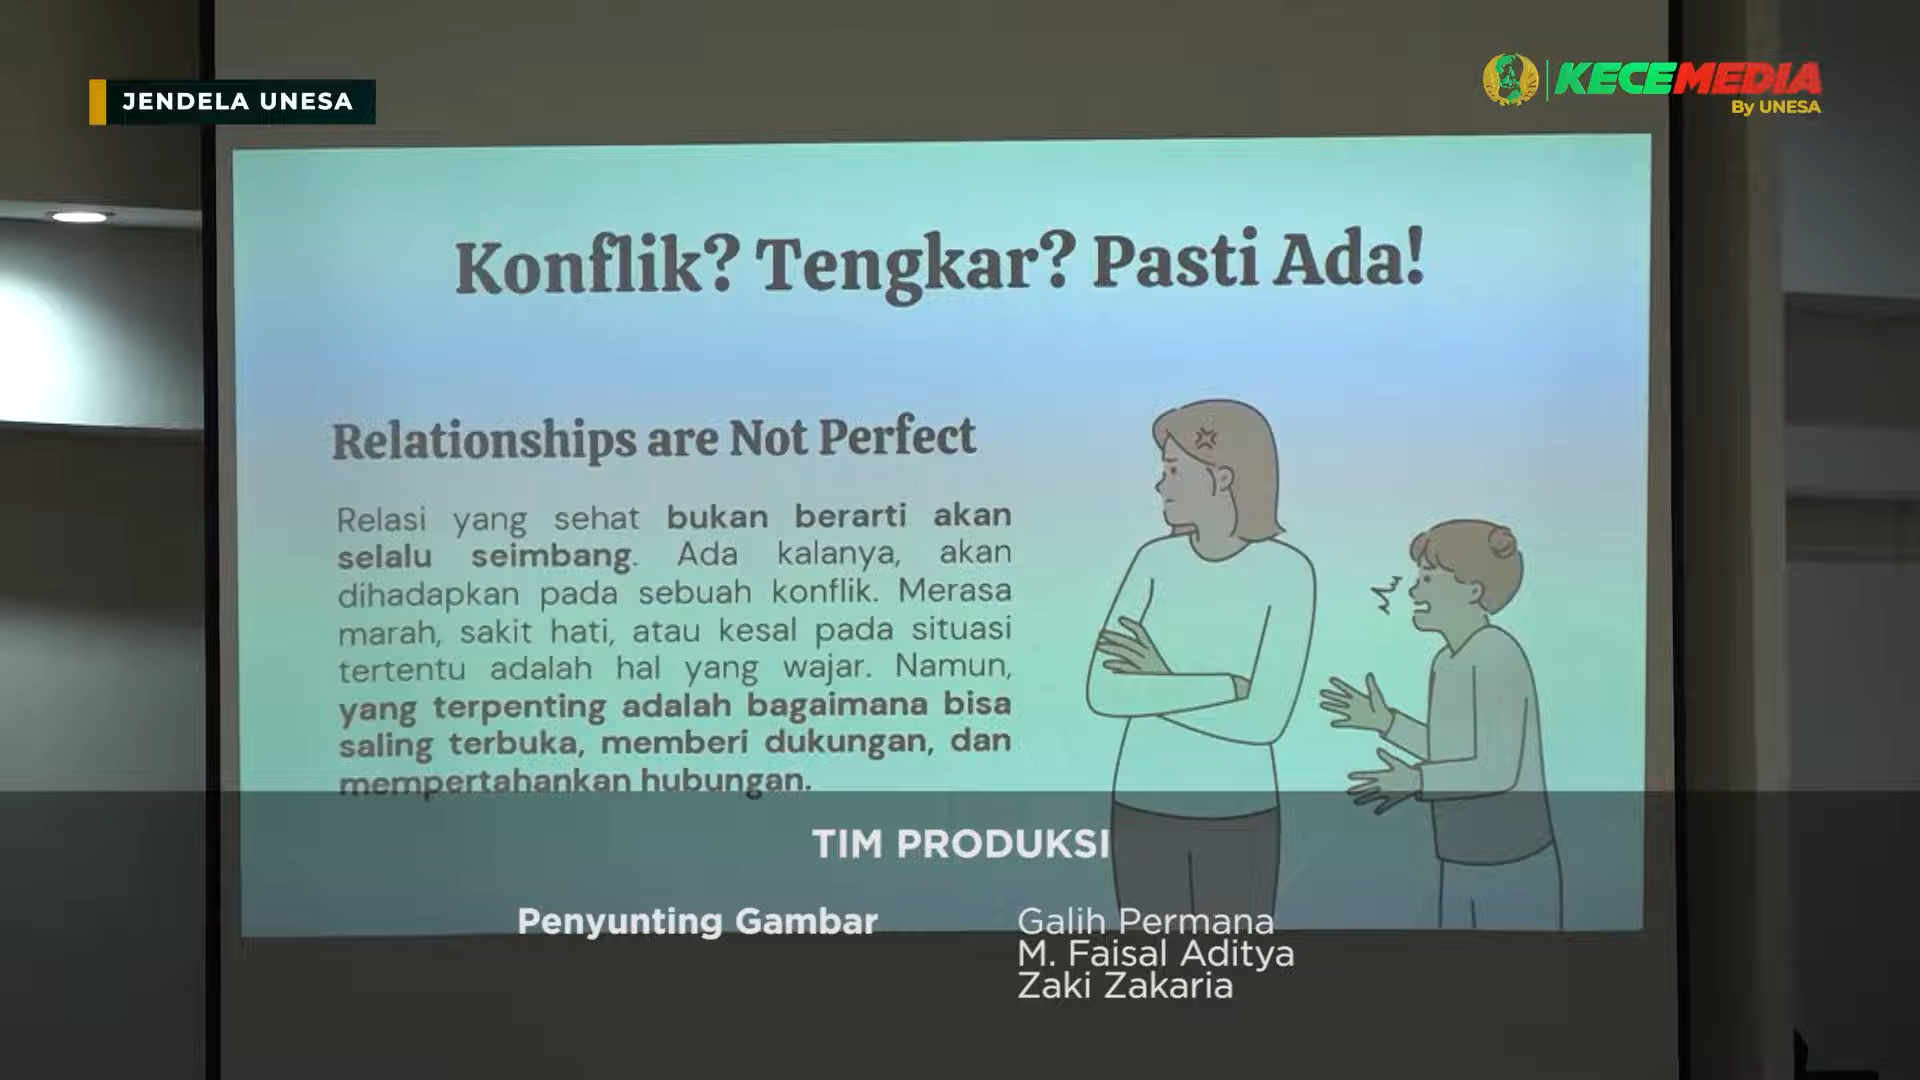 JENDELA UNESA
KECEMEDIA
By UNESA
Konflik? Tengkar? Pasti Ada!
Relationships are Not Perfect
Relasi yang sehat bukan berarti akan
selalu seimbang. Ada kalanya, akan
dihadapkan pada sebuah konflik. Merasa
marah, sakit hati, atau kesal pada situasi
tertentu adalah hal yang wajar. Namun,
yang terpenting adalah bagaimana bisa
saling terbuka, memberi dukungan, dan
mempertahankan hubungan.
TIM PRODUKSI
Penyunting Gambar
Galih Permana
M. Faisal Aditya
Zaki Zakaria